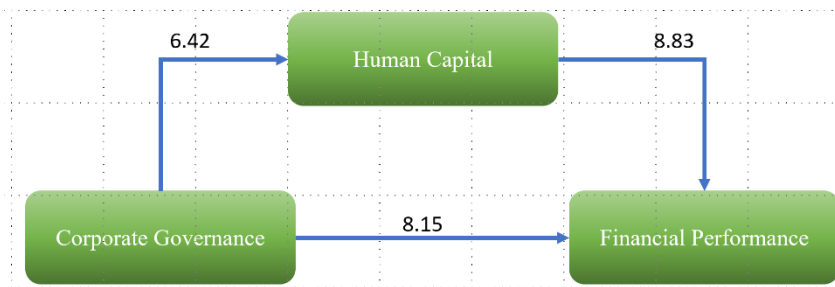 6.42
8.83
Human Capital
Corporate Governance
8.15
Financial Performance